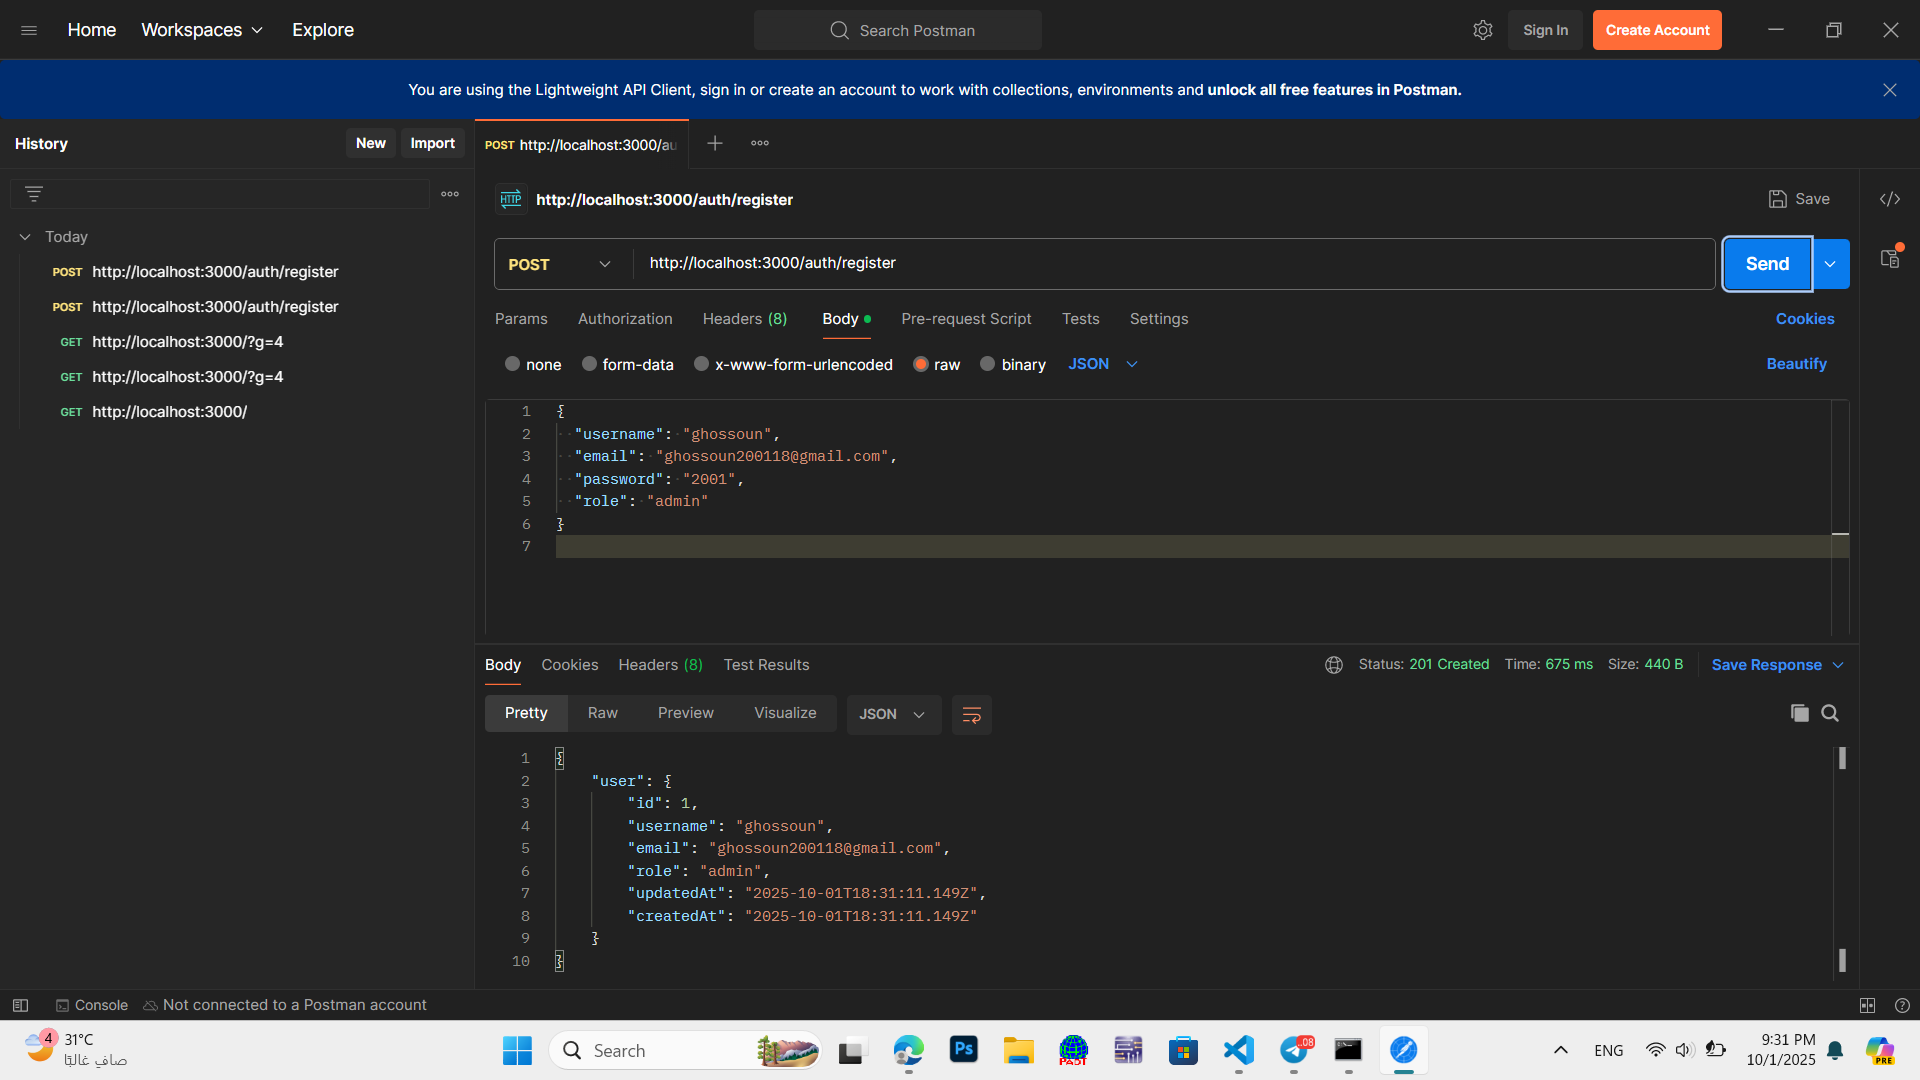 Home Workspaces Explore Search Postman Sign In Create Account
You are using the Lightweight API Client, sign in or create an account to work with collections, environments and unlock all free features in Postman.
History New Import
POST http://localhost:3000/au
HTTP http://localhost:3000/auth/register Save
Today
POST http://localhost:3000/auth/register
POST http://localhost:3000/auth/register
GET http://localhost:3000/?g=4
GET http://localhost:3000/?g=4
GET http://localhost:3000/
POST http://localhost:3000/auth/register Send
Params Authorization Headers (8) Body Pre-request Script Tests Settings Cookies
none form-data x-www-form-urlencoded raw binary JSON Beautify
1 {
2 "username": "ghossoun",
3 "email": "ghossoun200118@gmail.com",
4 "password": "2001",
5 "role": "admin"
6 }
7
Body Cookies Headers (8) Test Results Status: 201 Created Time: 675 ms Size: 440 B Save Response
Pretty Raw Preview Visualize JSON
1 {
2 "user": {
3 "id": 1,
4 "username": "ghossoun",
5 "email": "ghossoun200118@gmail.com",
6 "role": "admin",
7 "updatedAt": "2025-10-01T18:31:11.149Z",
8 "createdAt": "2025-10-01T18:31:11.149Z"
9 }
10 }
Console Not connected to a Postman account
4 31°C
صافٍ غالبًا
Search
Ps
PADT
.08
ENG
9:31 PM
10/1/2025
PRE